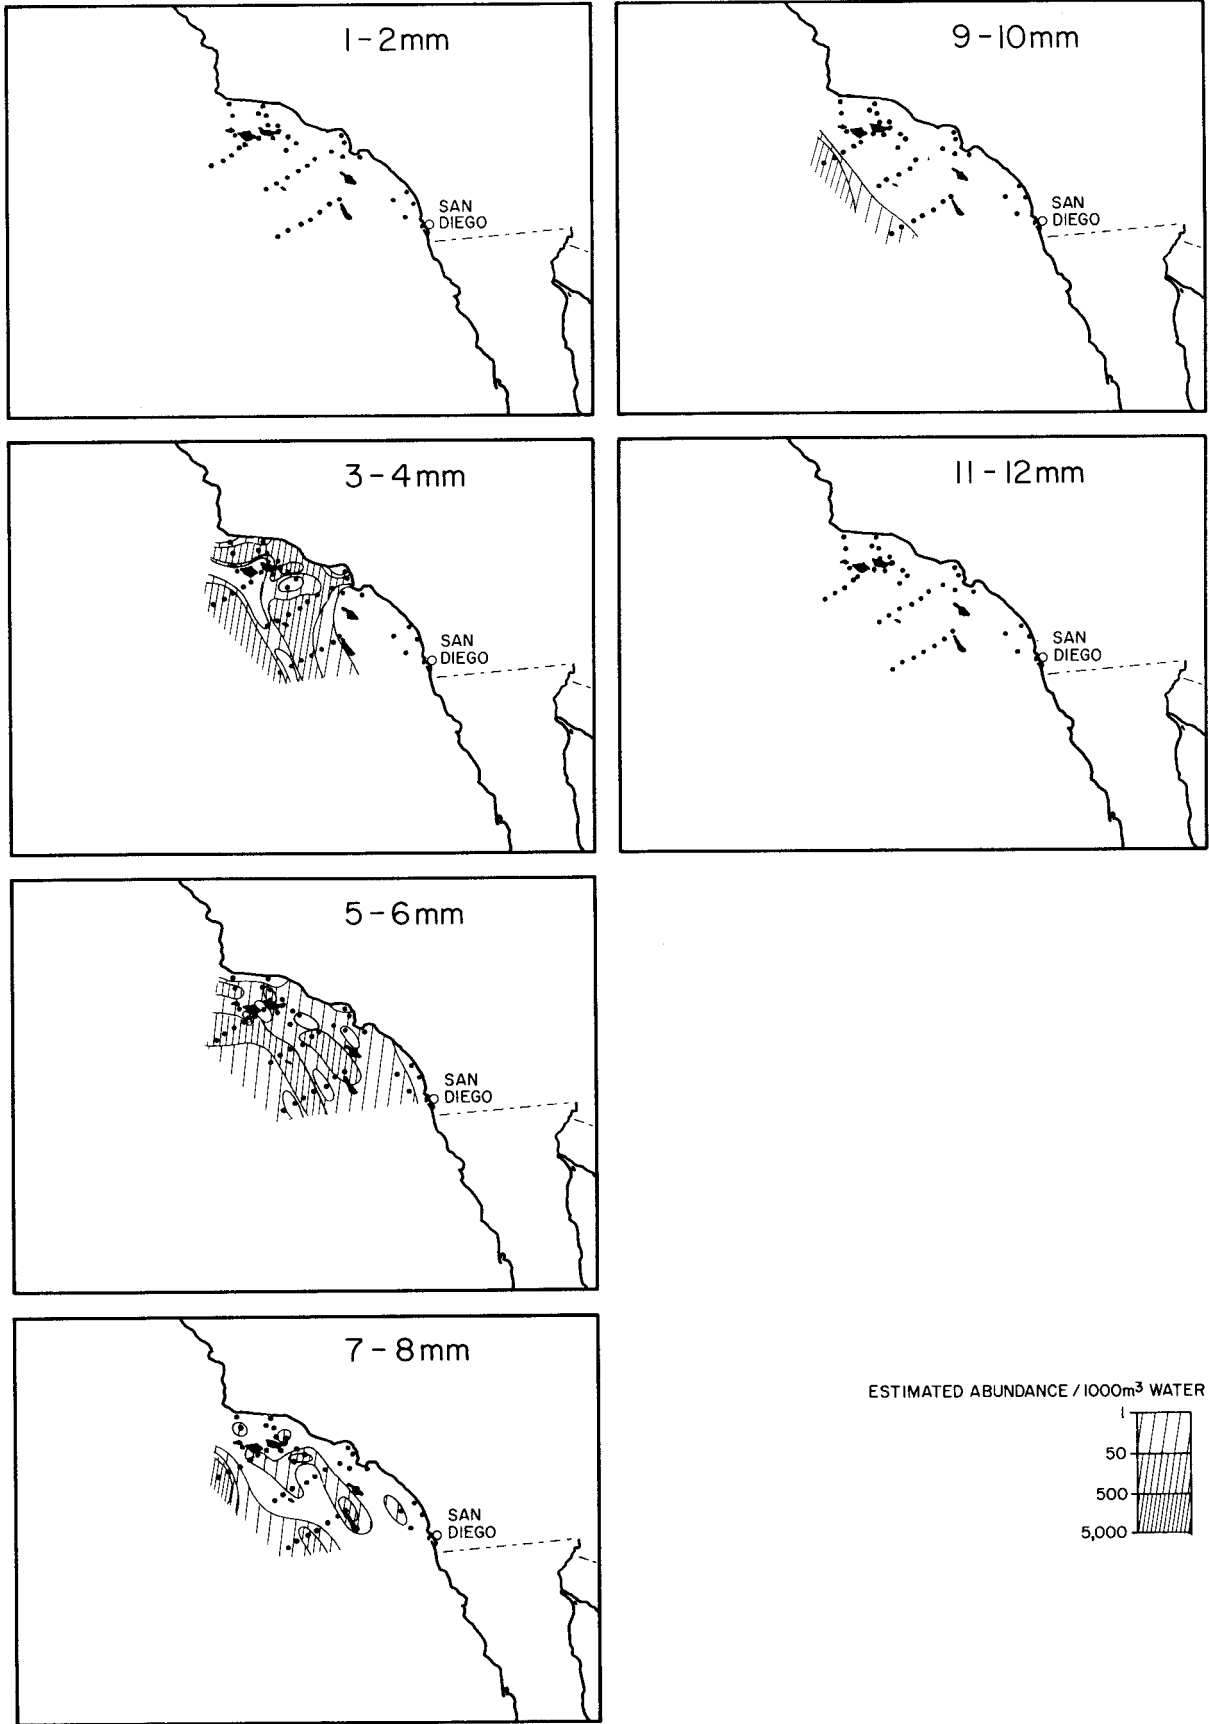 1-2mm
SAN
DIEGO
3-4mm
SAN
DIEGO
5-6mm
SAN
DIEGO
7-8mm
SAN
DIEGO
9-10mm
SAN
DIEGO
11-12mm
SAN
DIEGO
ESTIMATED ABUNDANCE / 1000m³ WATER
1
50
500
5,000